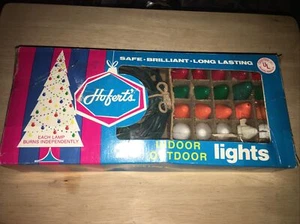 SAFE • BRILLIANT • LONG LASTING
Hofert's
EACH LAMP
BURNS INDEPENDENTLY
INDOOR
OUTDOOR
lights